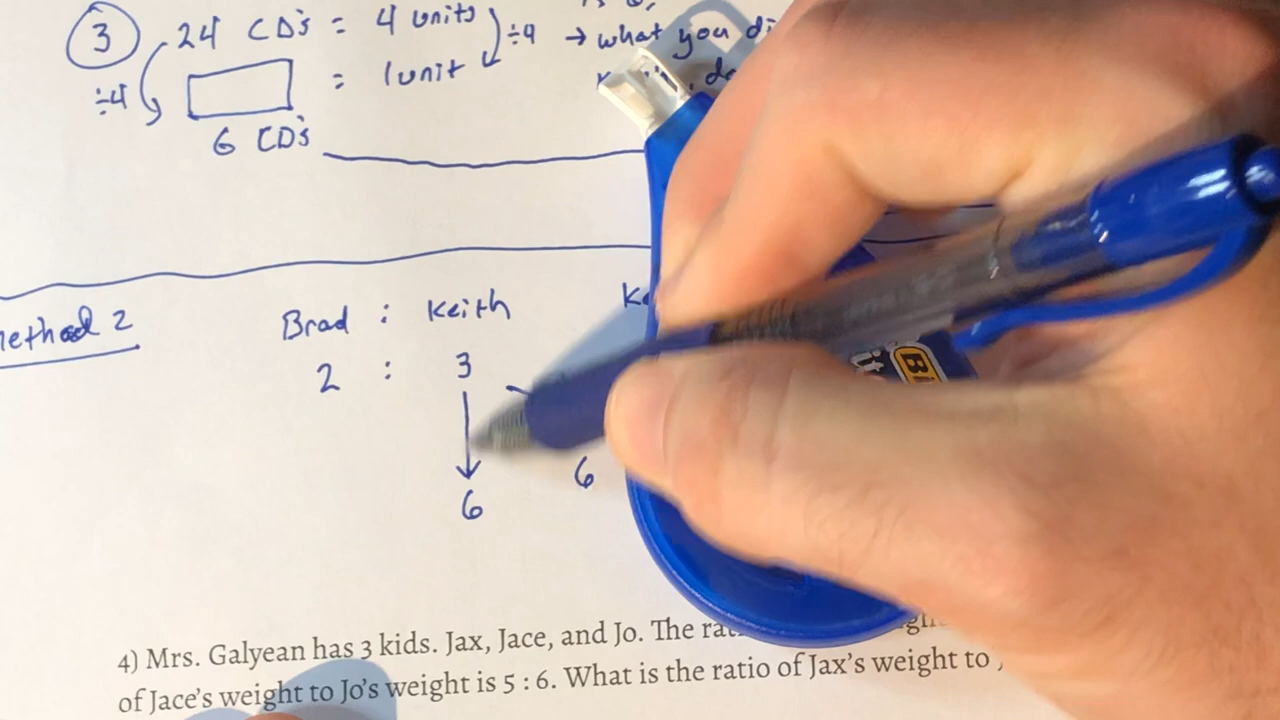 ③ 24 CD's = 4 units ÷4 → what you
÷4 = 1 unit
6 CD's
Method 2
Brad : Keith
2 : 3
6 6
4) Mrs. Galyean has 3 kids. Jax, Jace, and Jo. The
of Jace's weight to Jo's weight is 5 : 6. What is the ratio of Jax's weight to